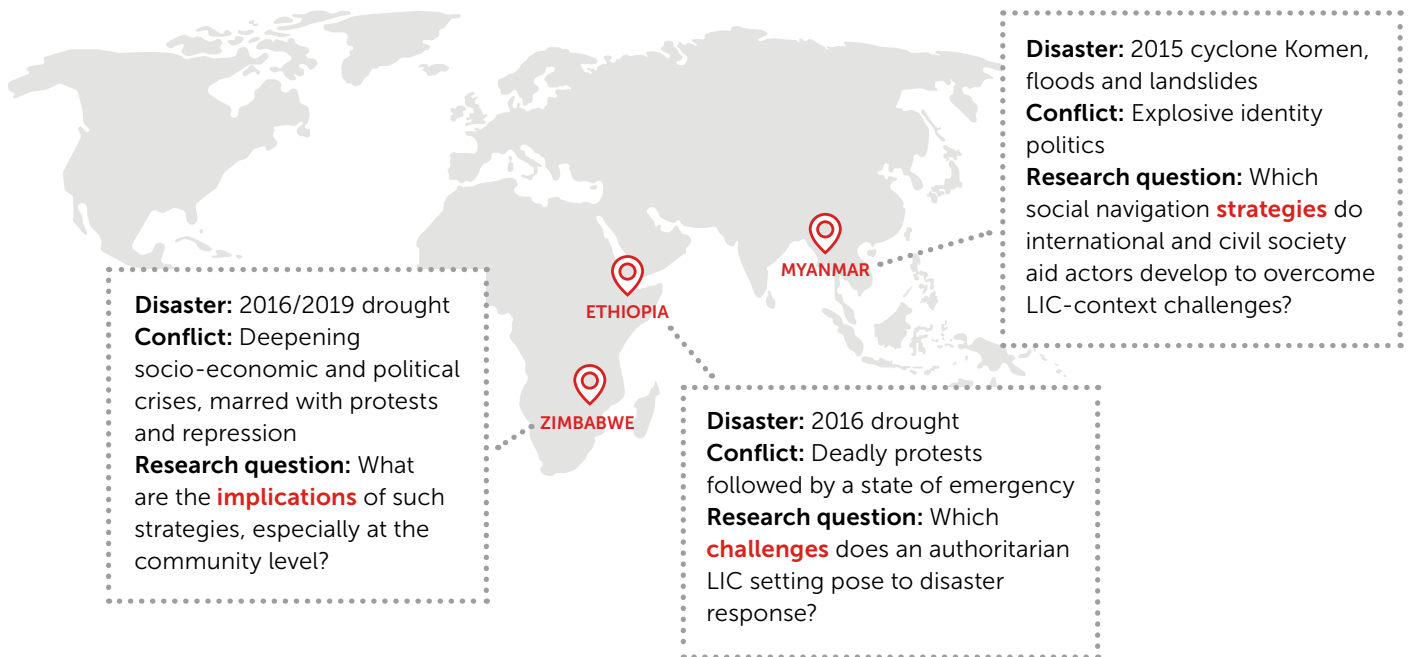 Disaster: 2015 cyclone Komen,
floods and landslides
Conflict: Explosive identity
politics
Research question: Which
social navigation strategies do
international and civil society
aid actors develop to overcome
LIC-context challenges?
MYANMAR
ETHIOPIA
ZIMBABWE
Disaster: 2016/2019 drought
Conflict: Deepening
socio-economic and political
crises, marred with protests
and repression
Research question: What
are the implications of such
strategies, especially at the
community level?
Disaster: 2016 drought
Conflict: Deadly protests
followed by a state of emergency
Research question: Which
challenges does an authoritarian
LIC setting pose to disaster
response?